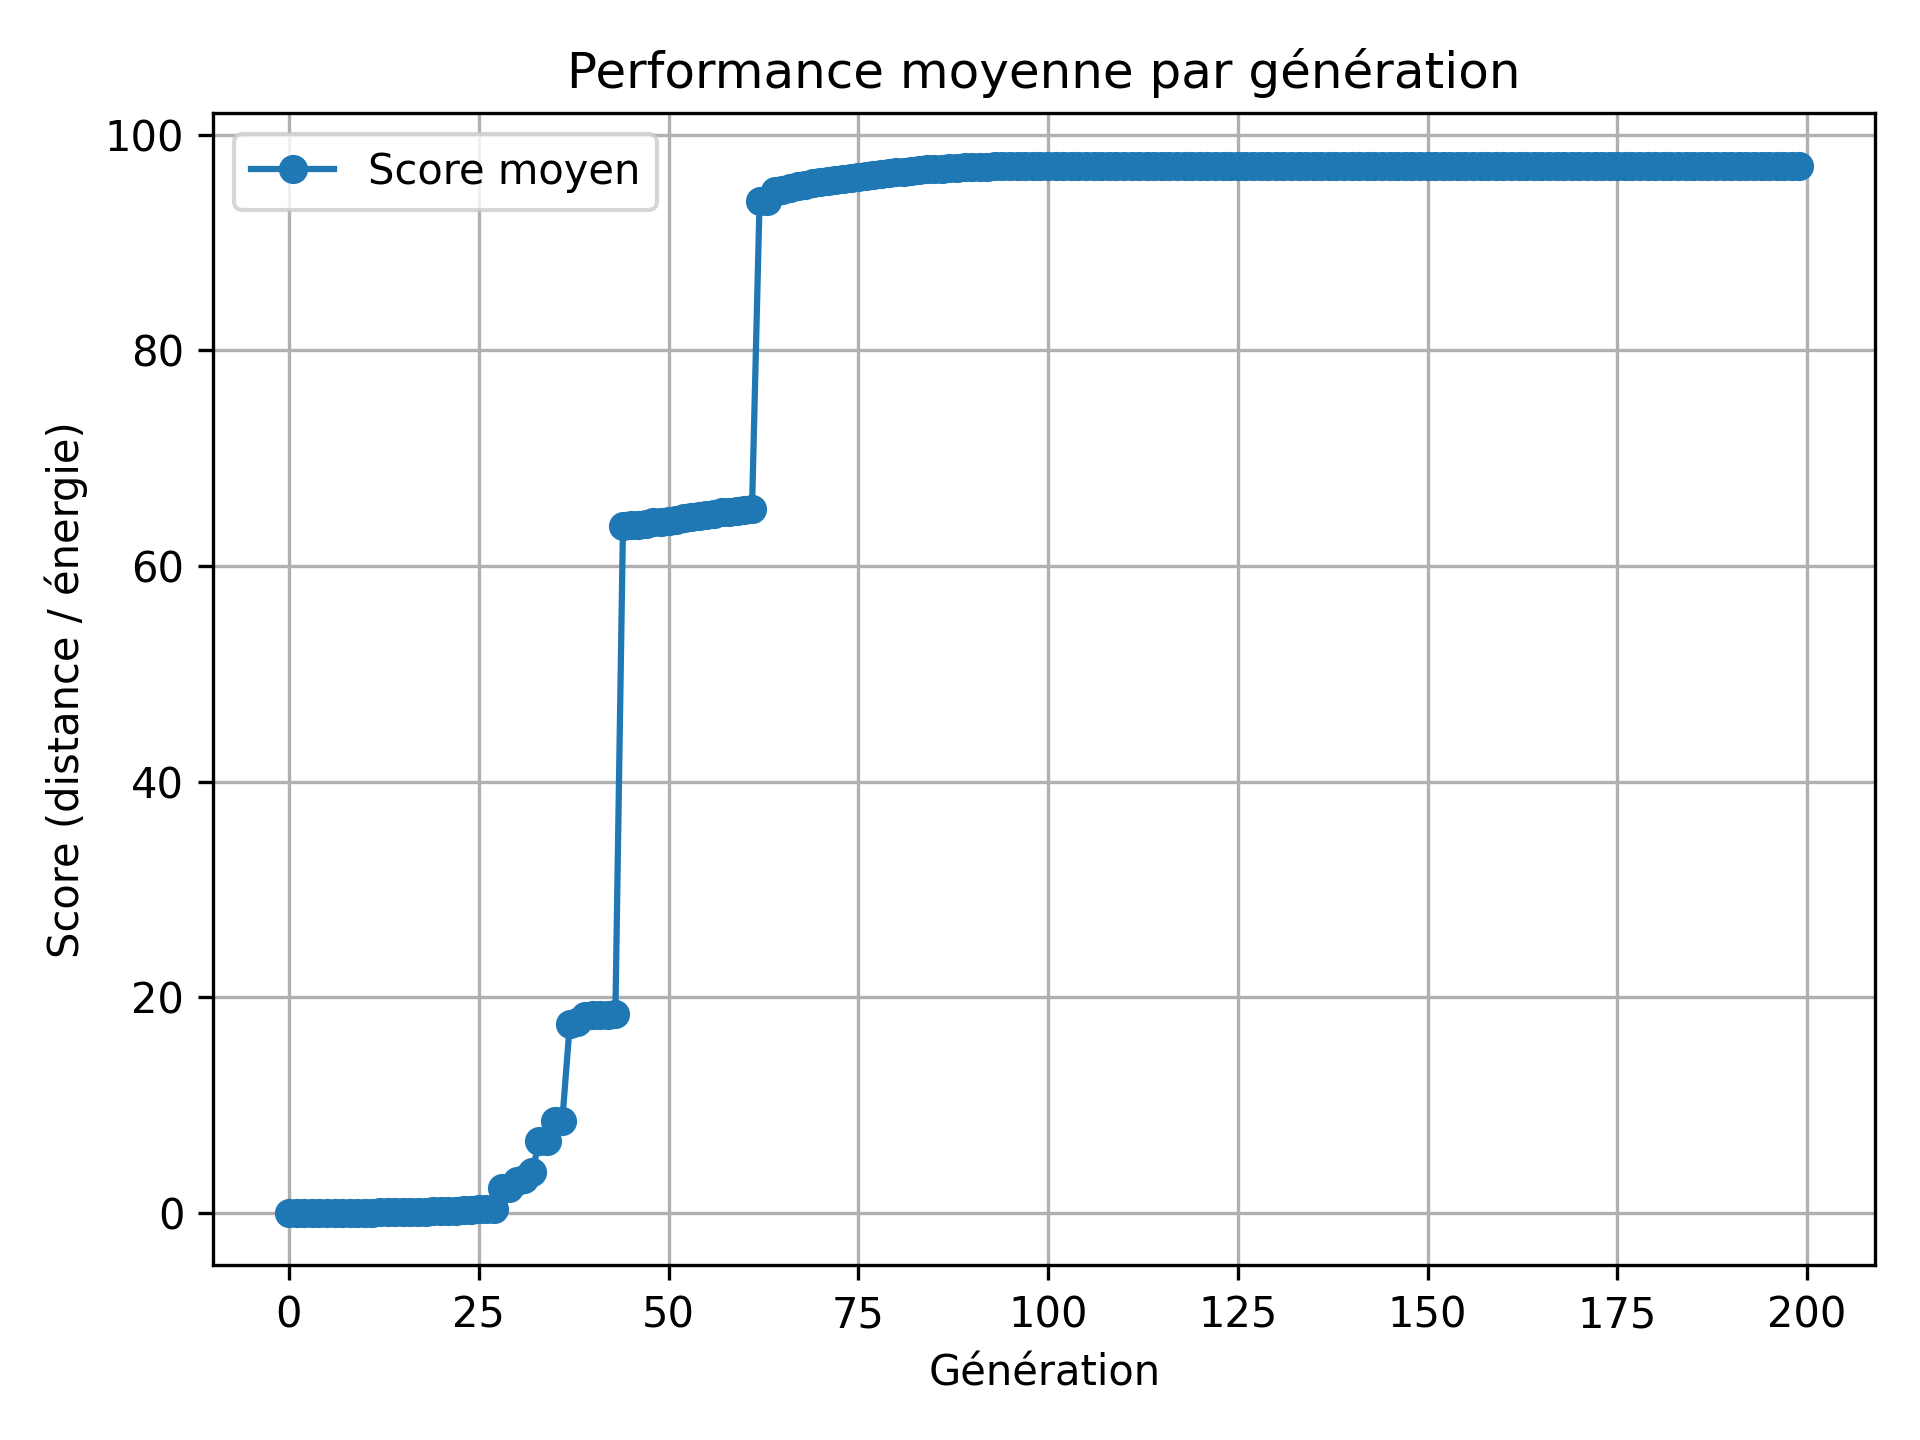 Performance moyenne par génération
Score moyen
Score (distance / énergie)
100
80
60
40
20
0
0 25 50 75 100 125 150 175 200
Génération